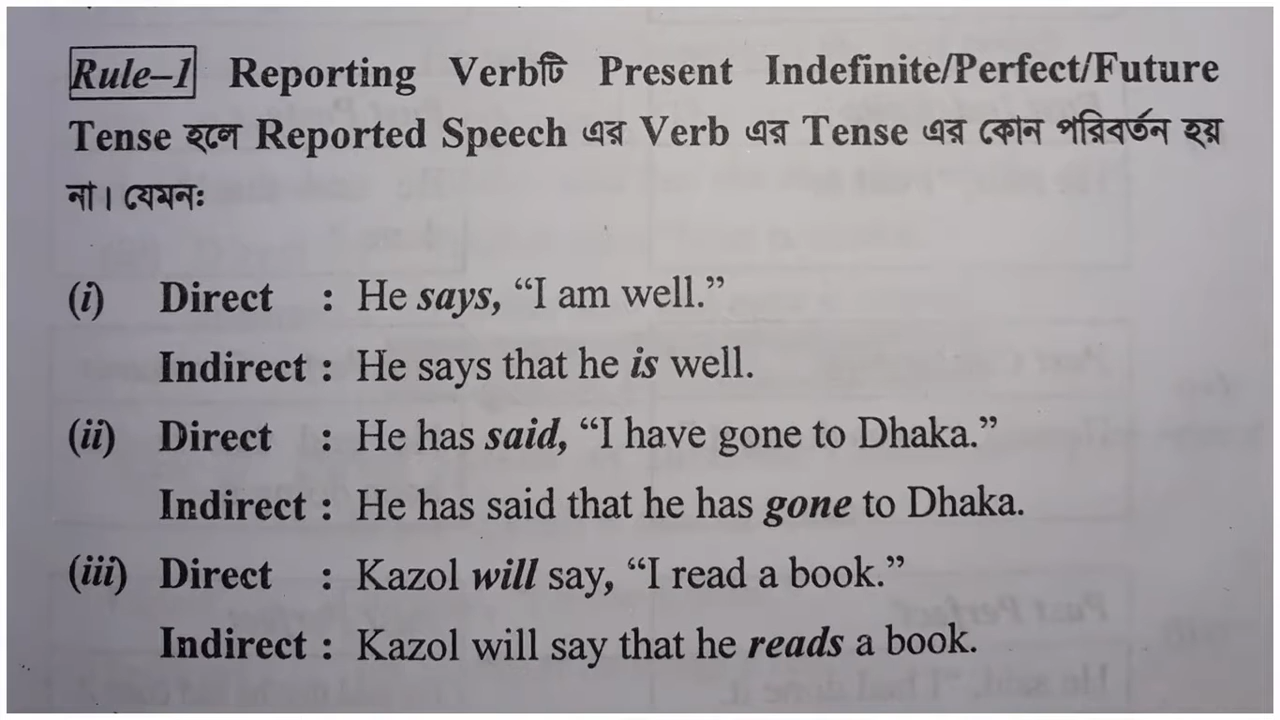 Rule–1 Reporting Verbটি Present Indefinite/Perfect/Future
Tense হলে Reported Speech এর Verb এর Tense এর কোন পরিবর্তন হয়
না। যেমনঃ
(i) Direct : He says, “I am well.”
Indirect : He says that he is well.
(ii) Direct : He has said, “I have gone to Dhaka.”
Indirect : He has said that he has gone to Dhaka.
(iii) Direct : Kazol will say, “I read a book.”
Indirect : Kazol will say that he reads a book.